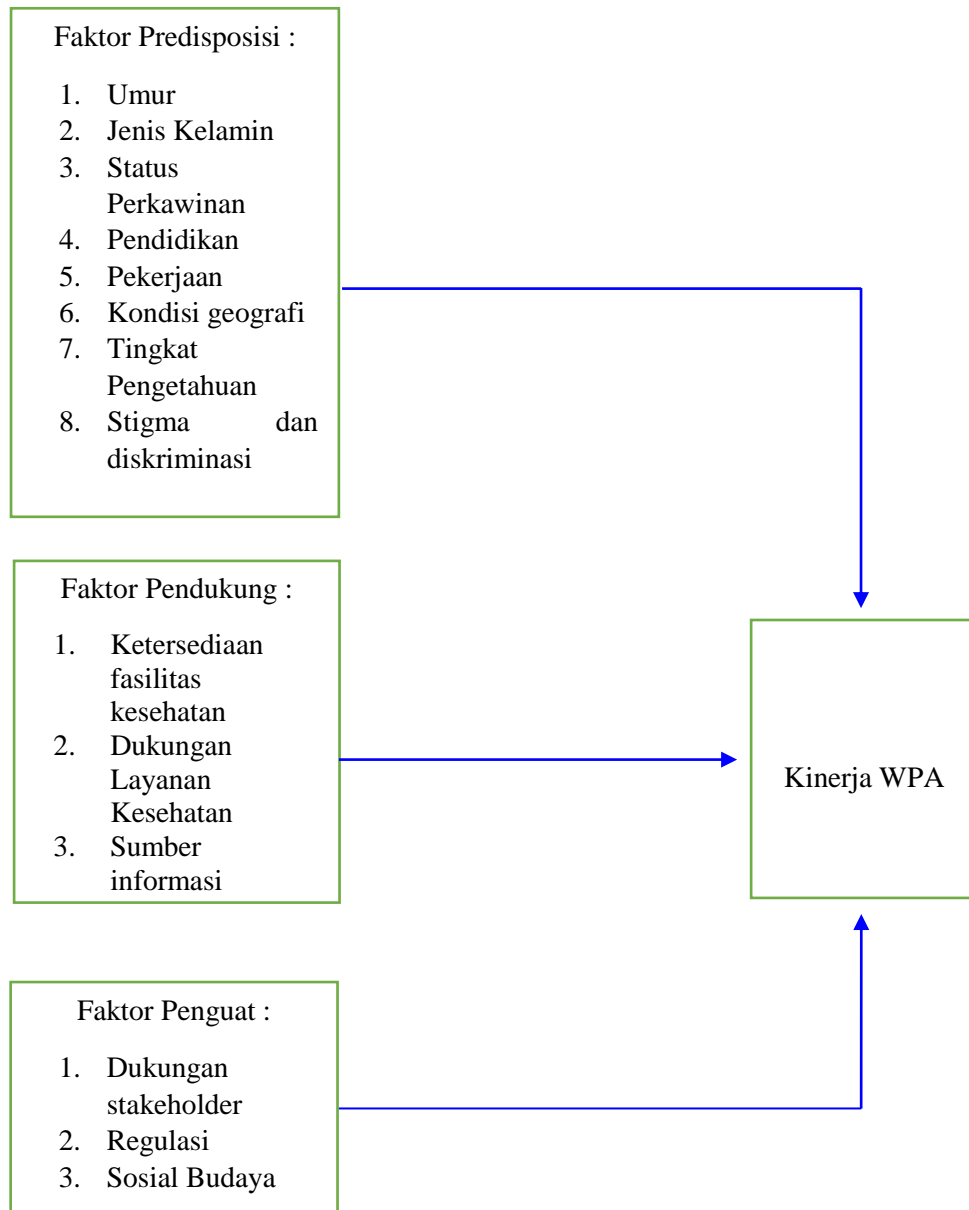 Faktor Predisposisi :
1. Umur
2. Jenis Kelamin
3. Status
Perkawinan
4. Pendidikan
5. Pekerjaan
6. Kondisi geografi
7. Tingkat
Pengetahuan
8. Stigma dan
diskriminasi
Faktor Pendukung :
1. Ketersediaan
fasilitas
kesehatan
2. Dukungan
Layanan
Kesehatan
3. Sumber
informasi
Kinerja WPA
Faktor Penguat :
1. Dukungan
stakeholder
2. Regulasi
3. Sosial Budaya